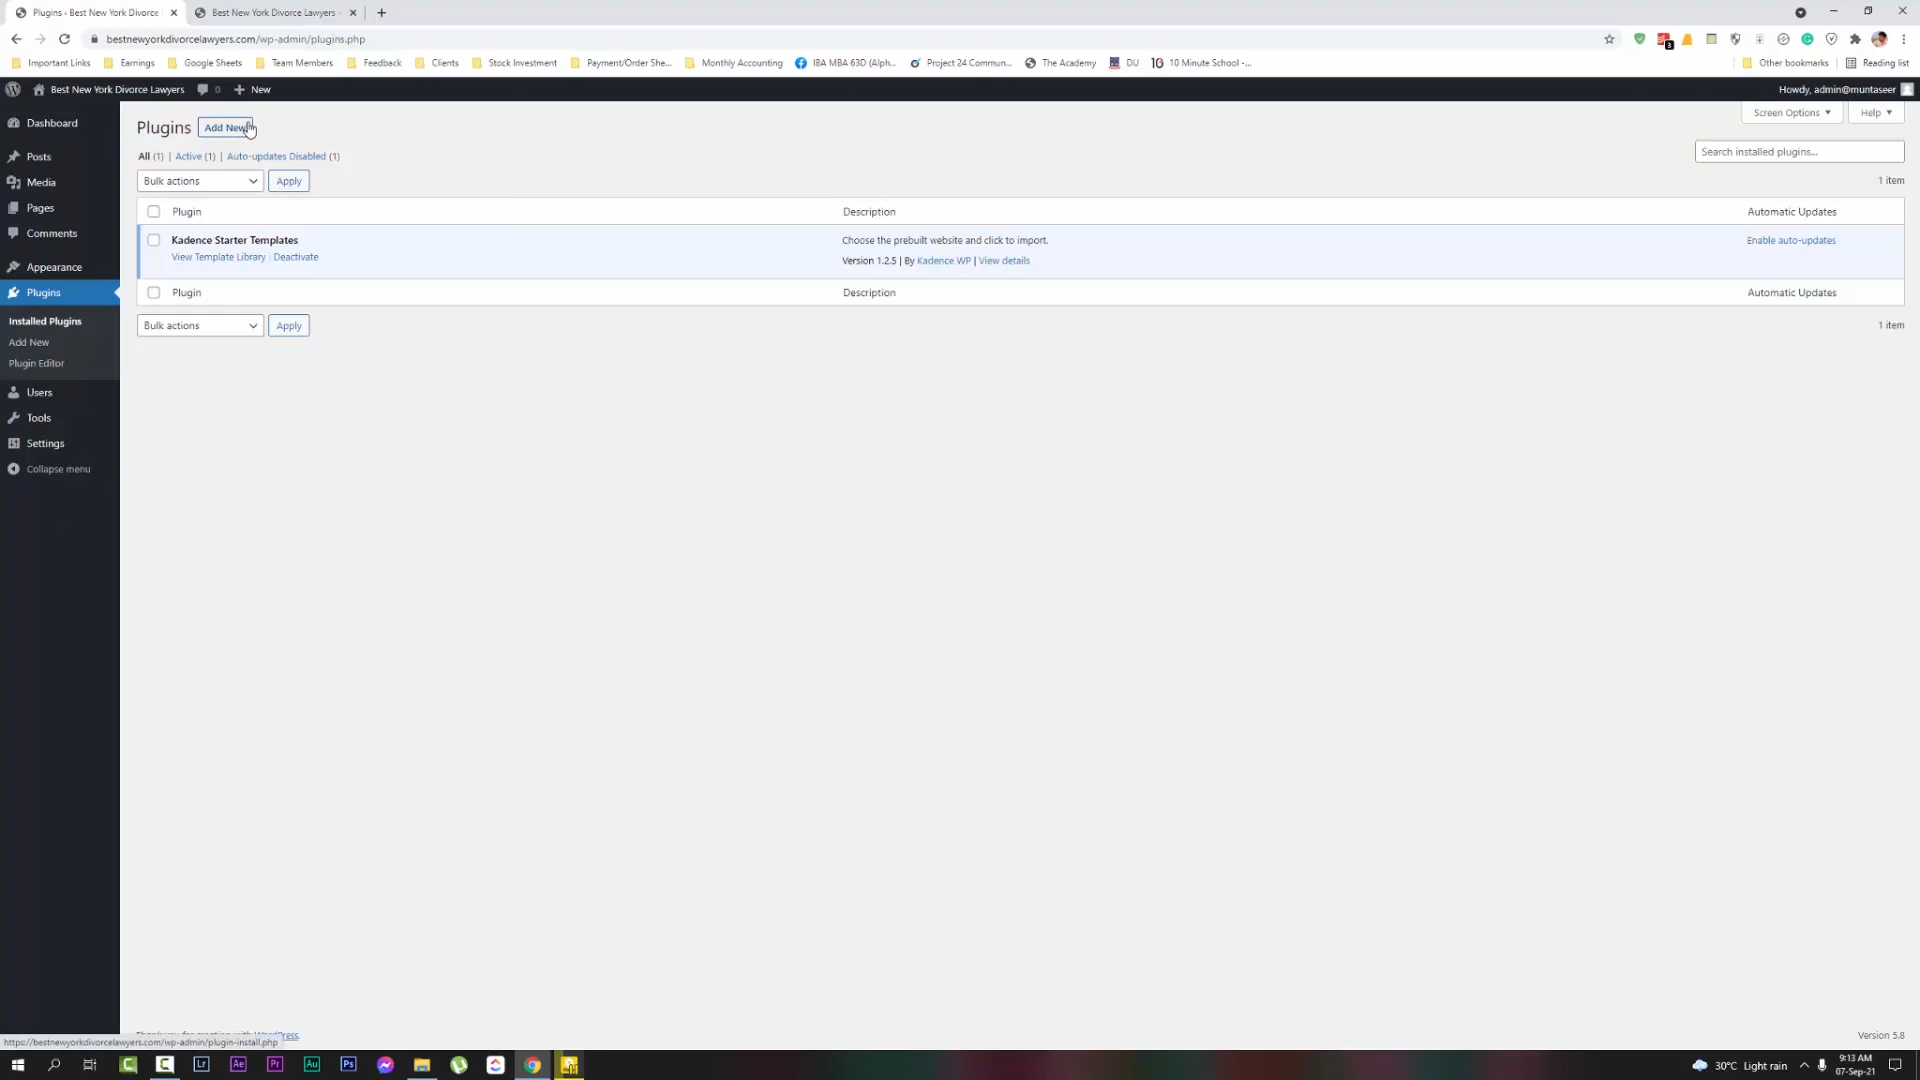 Plugins ‹ Best New York Divorce
Best New York Divorce Lawyers -
bestnewyorkdivorcelawyers.com/wp-admin/plugins.php
3
Important Links
Earnings
Google Sheets
Team Members
Feedback
Clients
Stock Investment
Payment/Order She...
Monthly Accounting
IBA MBA 63D (Alph...
Project 24 Commun...
The Academy
DU
10 Minute School -...
Other bookmarks
Reading list
Best New York Divorce Lawyers
0
New
Howdy, admin@muntaseer
Dashboard
Posts
Media
Pages
Comments
Appearance
Plugins
Installed Plugins
Add New
Plugin Editor
Users
Tools
Settings
Collapse menu
Plugins
Add New
Screen Options
Help
All (1) | Active (1) | Auto-updates Disabled (1)
Search installed plugins...
Bulk actions
Apply
1 item
Plugin
Description
Automatic Updates
Kadence Starter Templates
View Template Library | Deactivate
Choose the prebuilt website and click to import.
Version 1.2.5 | By Kadence WP | View details
Enable auto-updates
Plugin
Description
Automatic Updates
Bulk actions
Apply
1 item
Thank you for creating with WordPress.
https://bestnewyorkdivorcelawyers.com/wp-admin/plugin-install.php
Version 5.8
Lr
Ae
Pr
Au
Ps
30°C Light rain
9:13 AM
07-Sep-21